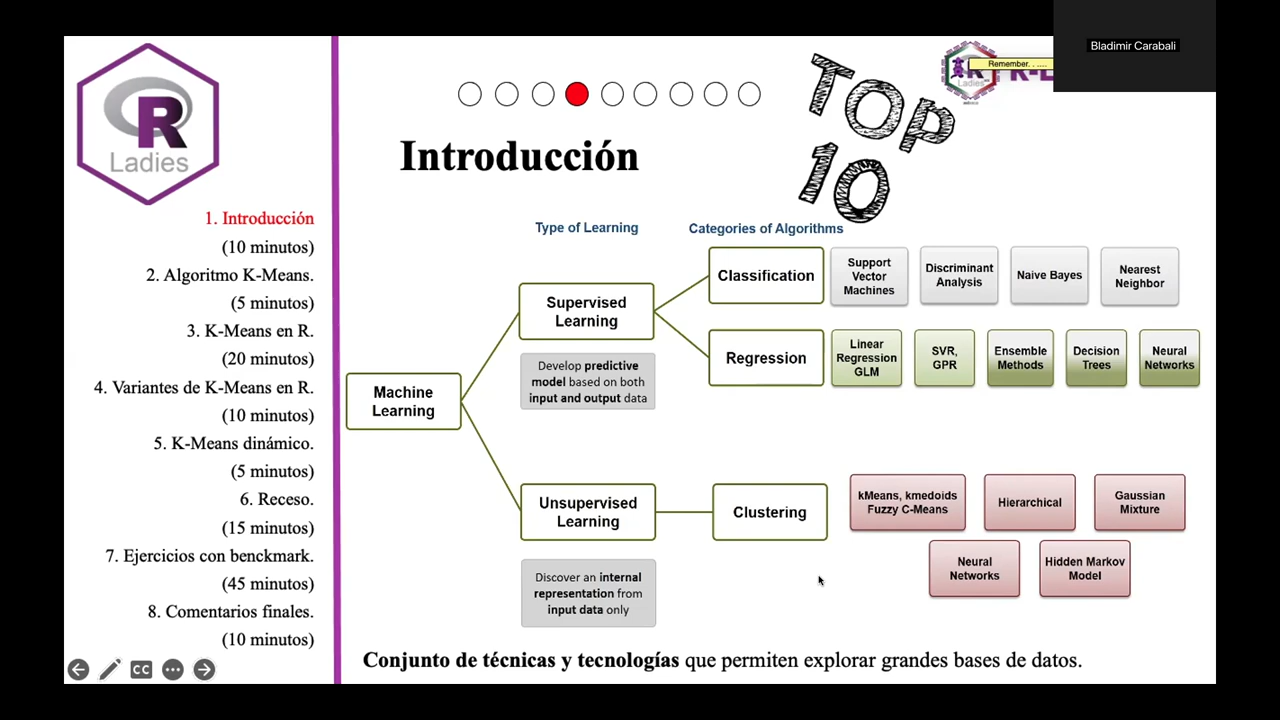 Bladimir Carabali
Remember. . ....
R
Ladies
TOP
10
Introducción
1. Introducción
(10 minutos)
2. Algoritmo K-Means.
(5 minutos)
3. K-Means en R.
(20 minutos)
4. Variantes de K-Means en R.
(10 minutos)
5. K-Means dinámico.
(5 minutos)
6. Receso.
(15 minutos)
7. Ejercicios con benckmark.
(45 minutos)
8. Comentarios finales.
(10 minutos)
CC
Type of Learning
Categories of Algorithms
Machine
Learning
Supervised
Learning
Develop predictive
model based on both
input and output data
Classification
Support
Vector
Machines
Discriminant
Analysis
Naive Bayes
Nearest
Neighbor
Regression
Linear
Regression
GLM
SVR,
GPR
Ensemble
Methods
Decision
Trees
Neural
Networks
Unsupervised
Learning
Discover an internal
representation from
input data only
Clustering
kMeans, kmedoids
Fuzzy C-Means
Hierarchical
Gaussian
Mixture
Neural
Networks
Hidden Markov
Model
Conjunto de técnicas y tecnologías que permiten explorar grandes bases de datos.